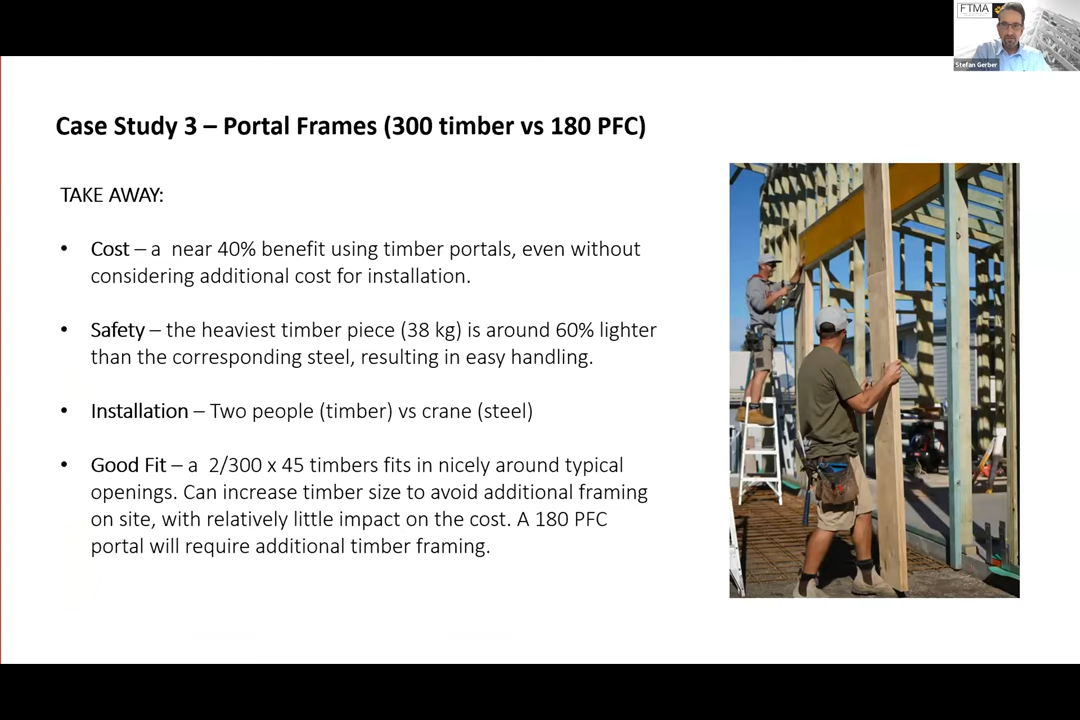 FTMA
Stefan Gerber
Case Study 3 – Portal Frames (300 timber vs 180 PFC)
TAKE AWAY:
• Cost – a near 40% benefit using timber portals, even without
considering additional cost for installation.
• Safety – the heaviest timber piece (38 kg) is around 60% lighter
than the corresponding steel, resulting in easy handling.
• Installation – Two people (timber) vs crane (steel)
• Good Fit – a 2/300 x 45 timbers fits in nicely around typical
openings. Can increase timber size to avoid additional framing
on site, with relatively little impact on the cost. A 180 PFC
portal will require additional timber framing.